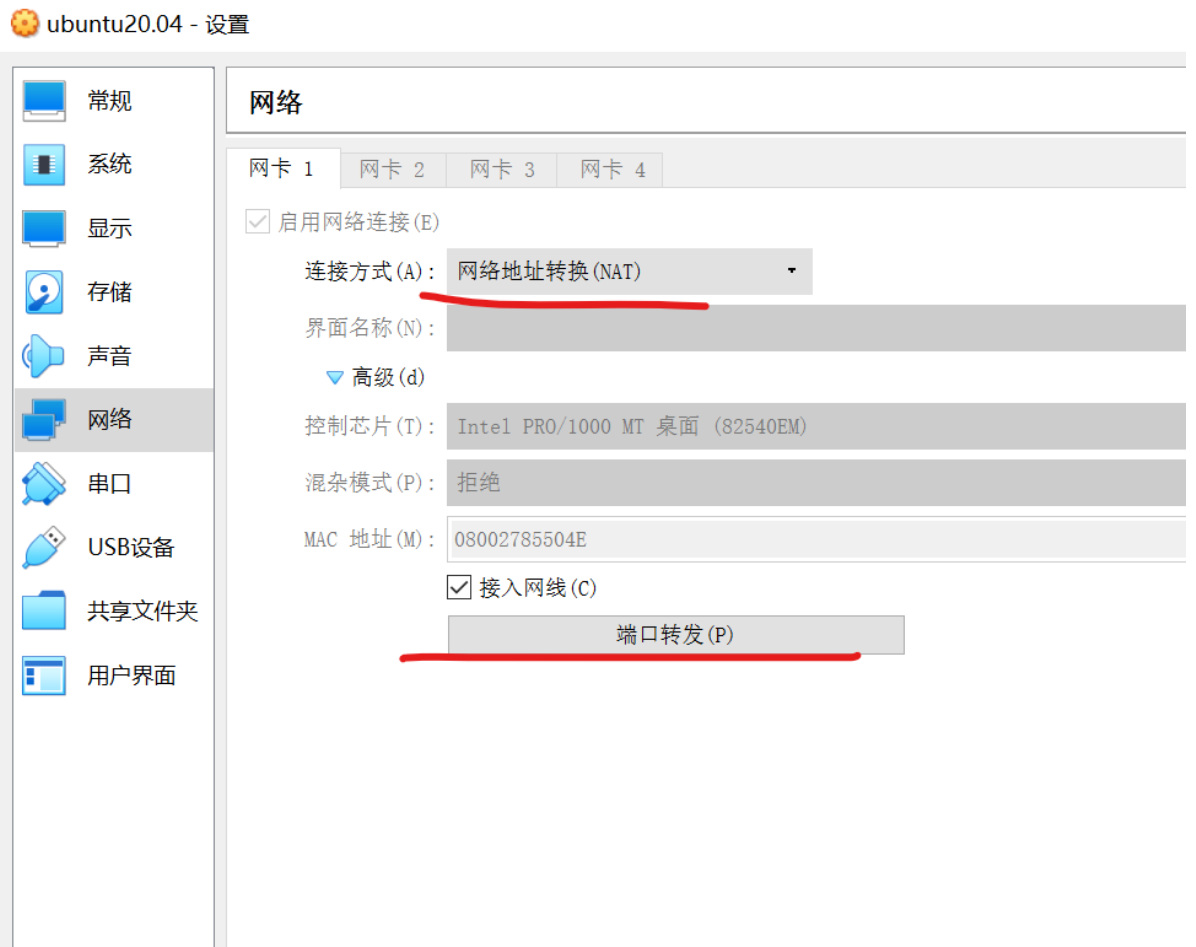 ubuntu20.04 - 设置
常规
系统
显示
存储
声音
网络
串口
USB设备
共享文件夹
用户界面
网络
网卡 1 网卡 2 网卡 3 网卡 4
启用网络连接(E)
连接方式(A): 网络地址转换(NAT)
界面名称(N):
高级(d)
控制芯片(T): Intel PRO/1000 MT 桌面 (82540EM)
混杂模式(P): 拒绝
MAC 地址(M): 08002785504E
接入网线(C)
端口转发(P)